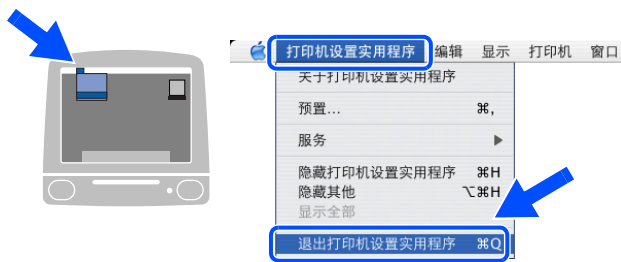 打印机设置实用程序 编辑 显示 打印机 窗口
关于打印机设置实用程序
预置... ⌘,
服务 ▶
隐藏打印机设置实用程序 ⌘H
隐藏其他 ⌥⌘H
显示全部
退出打印机设置实用程序 ⌘Q